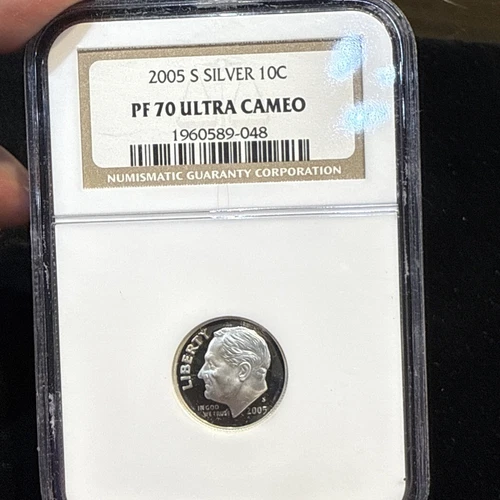 2005 S SILVER 10C
PF 70 ULTRA CAMEO
1960589-048
NUMISMATIC GUARANTY CORPORATION
LIBERTY
IN GOD
WE TRUST
S
2005